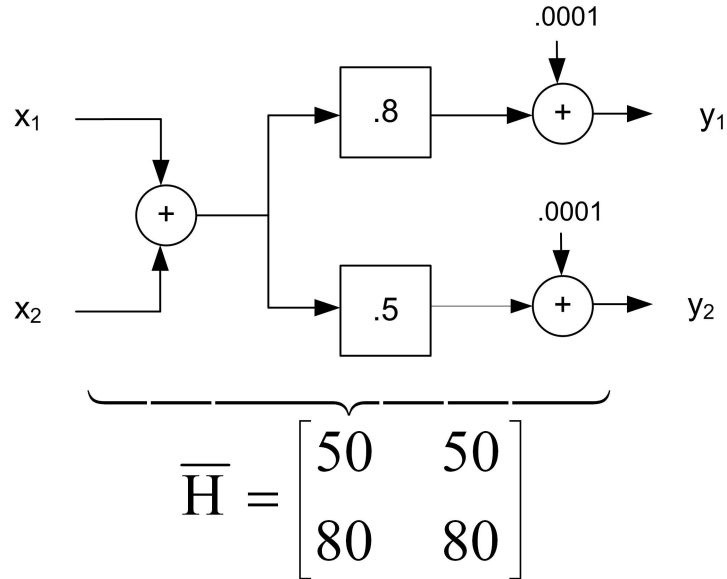 .0001
x₁
.8
+
y₁
+
.0001
x₂
.5
+
y₂
H̅ = [50 50
80 80]